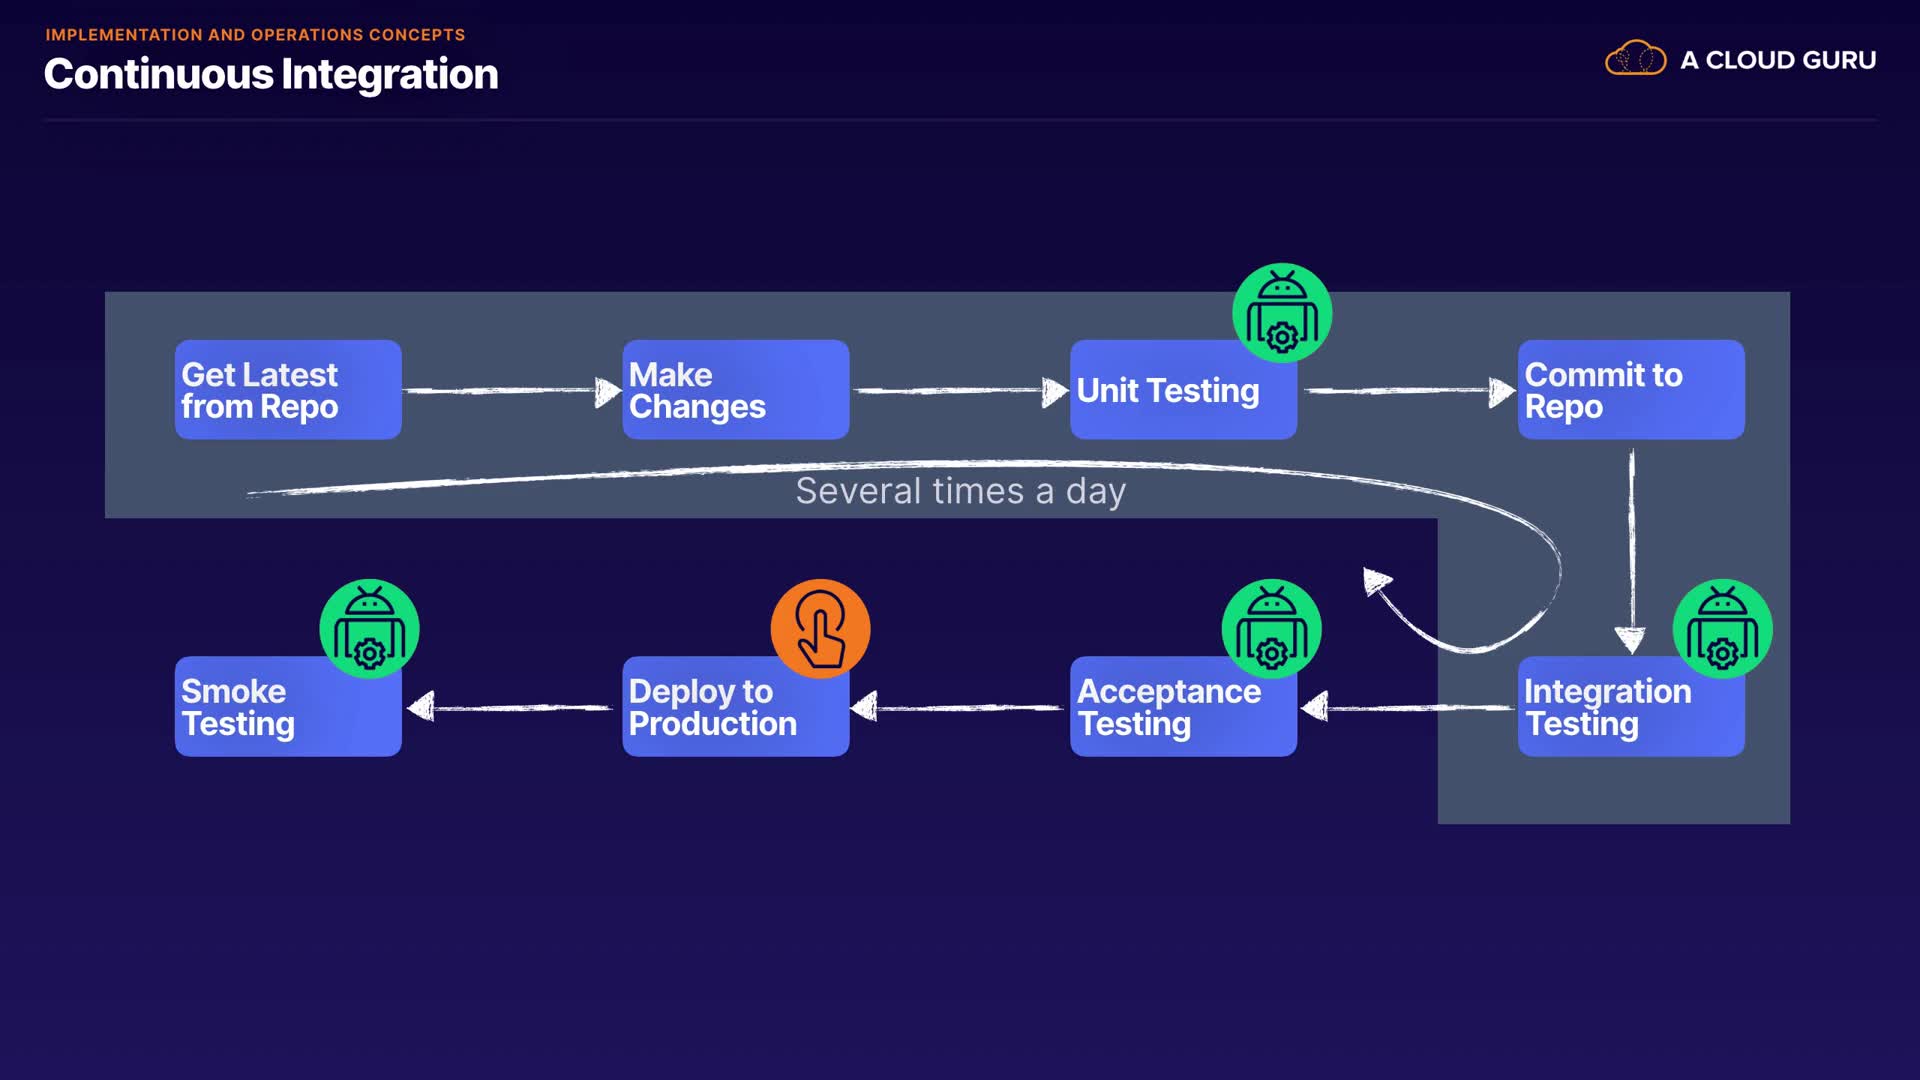 IMPLEMENTATION AND OPERATIONS CONCEPTS
Continuous Integration
A CLOUD GURU
Get Latest
from Repo
Make
Changes
Unit Testing
Commit to
Repo
Several times a day
Smoke
Testing
Deploy to
Production
Acceptance
Testing
Integration
Testing